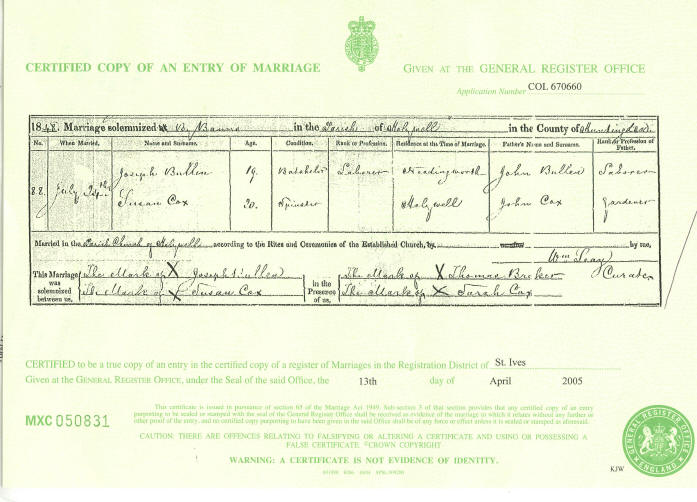 CERTIFIED COPY OF AN ENTRY OF MARRIAGE
GIVEN AT THE GENERAL REGISTER OFFICE
Application Number COL 670660
1848. Marriage solemnized by Banns in the Parish of Holywell in the County of
No. When Married. Name and Surname. Age. Condition. Rank or Profession. Residence at the Time of Marriage. Father's Name and Surname. Rank or Profession of Father.
88. July 24th Joseph Bullen 19. Bachelor Laborer Needingworth John Bullen Laborer
Susan Cox 20. Spinster Holywell John Cox Gardener
Married in the Parish Church of Holywell according to the Rites and Ceremonies of the Established Church, by by me,
Wm
Curate
This Marriage was solemnized between us, The Mark of X Joseph Bullen in the Presence of us, The Mark of X Thomas
The Mark of X Susan Cox The Mark of X Sarah Cox
CERTIFIED to be a true copy of an entry in the certified copy of a register of Marriages in the Registration District of St. Ives
Given at the GENERAL REGISTER OFFICE, under the Seal of the said Office, the 13th day of April 2005
MXC 050831
This certificate is issued in pursuance of section 65 of the Marriage Act 1949. Sub-section 3 of that section provides that any certified copy of an entry
purporting to be sealed or stamped with the seal of the General Register Office shall be received as evidence of the marriage to which it relates without any further or
other proof of the entry, and no certified copy purporting to have been given in the said Office shall be of any force or effect unless it is sealed or stamped as aforesaid.
CAUTION: THERE ARE OFFENCES RELATING TO FALSIFYING OR ALTERING A CERTIFICATE AND USING OR POSSESSING A
FALSE CERTIFICATE. ©CROWN COPYRIGHT
WARNING: A CERTIFICATE IS NOT EVIDENCE OF IDENTITY.
GENERAL REGISTER OFFICE
ENGLAND
KJW